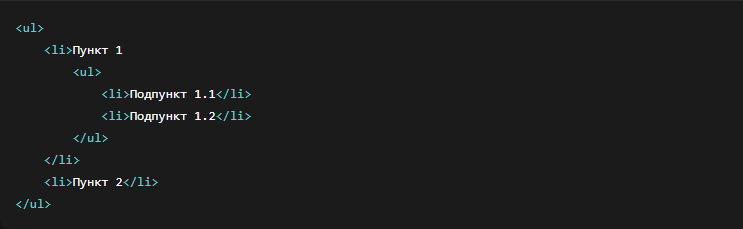 <ul>
    <li>Пункт 1
        <ul>
            <li>Подпункт 1.1</li>
            <li>Подпункт 1.2</li>
        </ul>
    </li>
    <li>Пункт 2</li>
</ul>